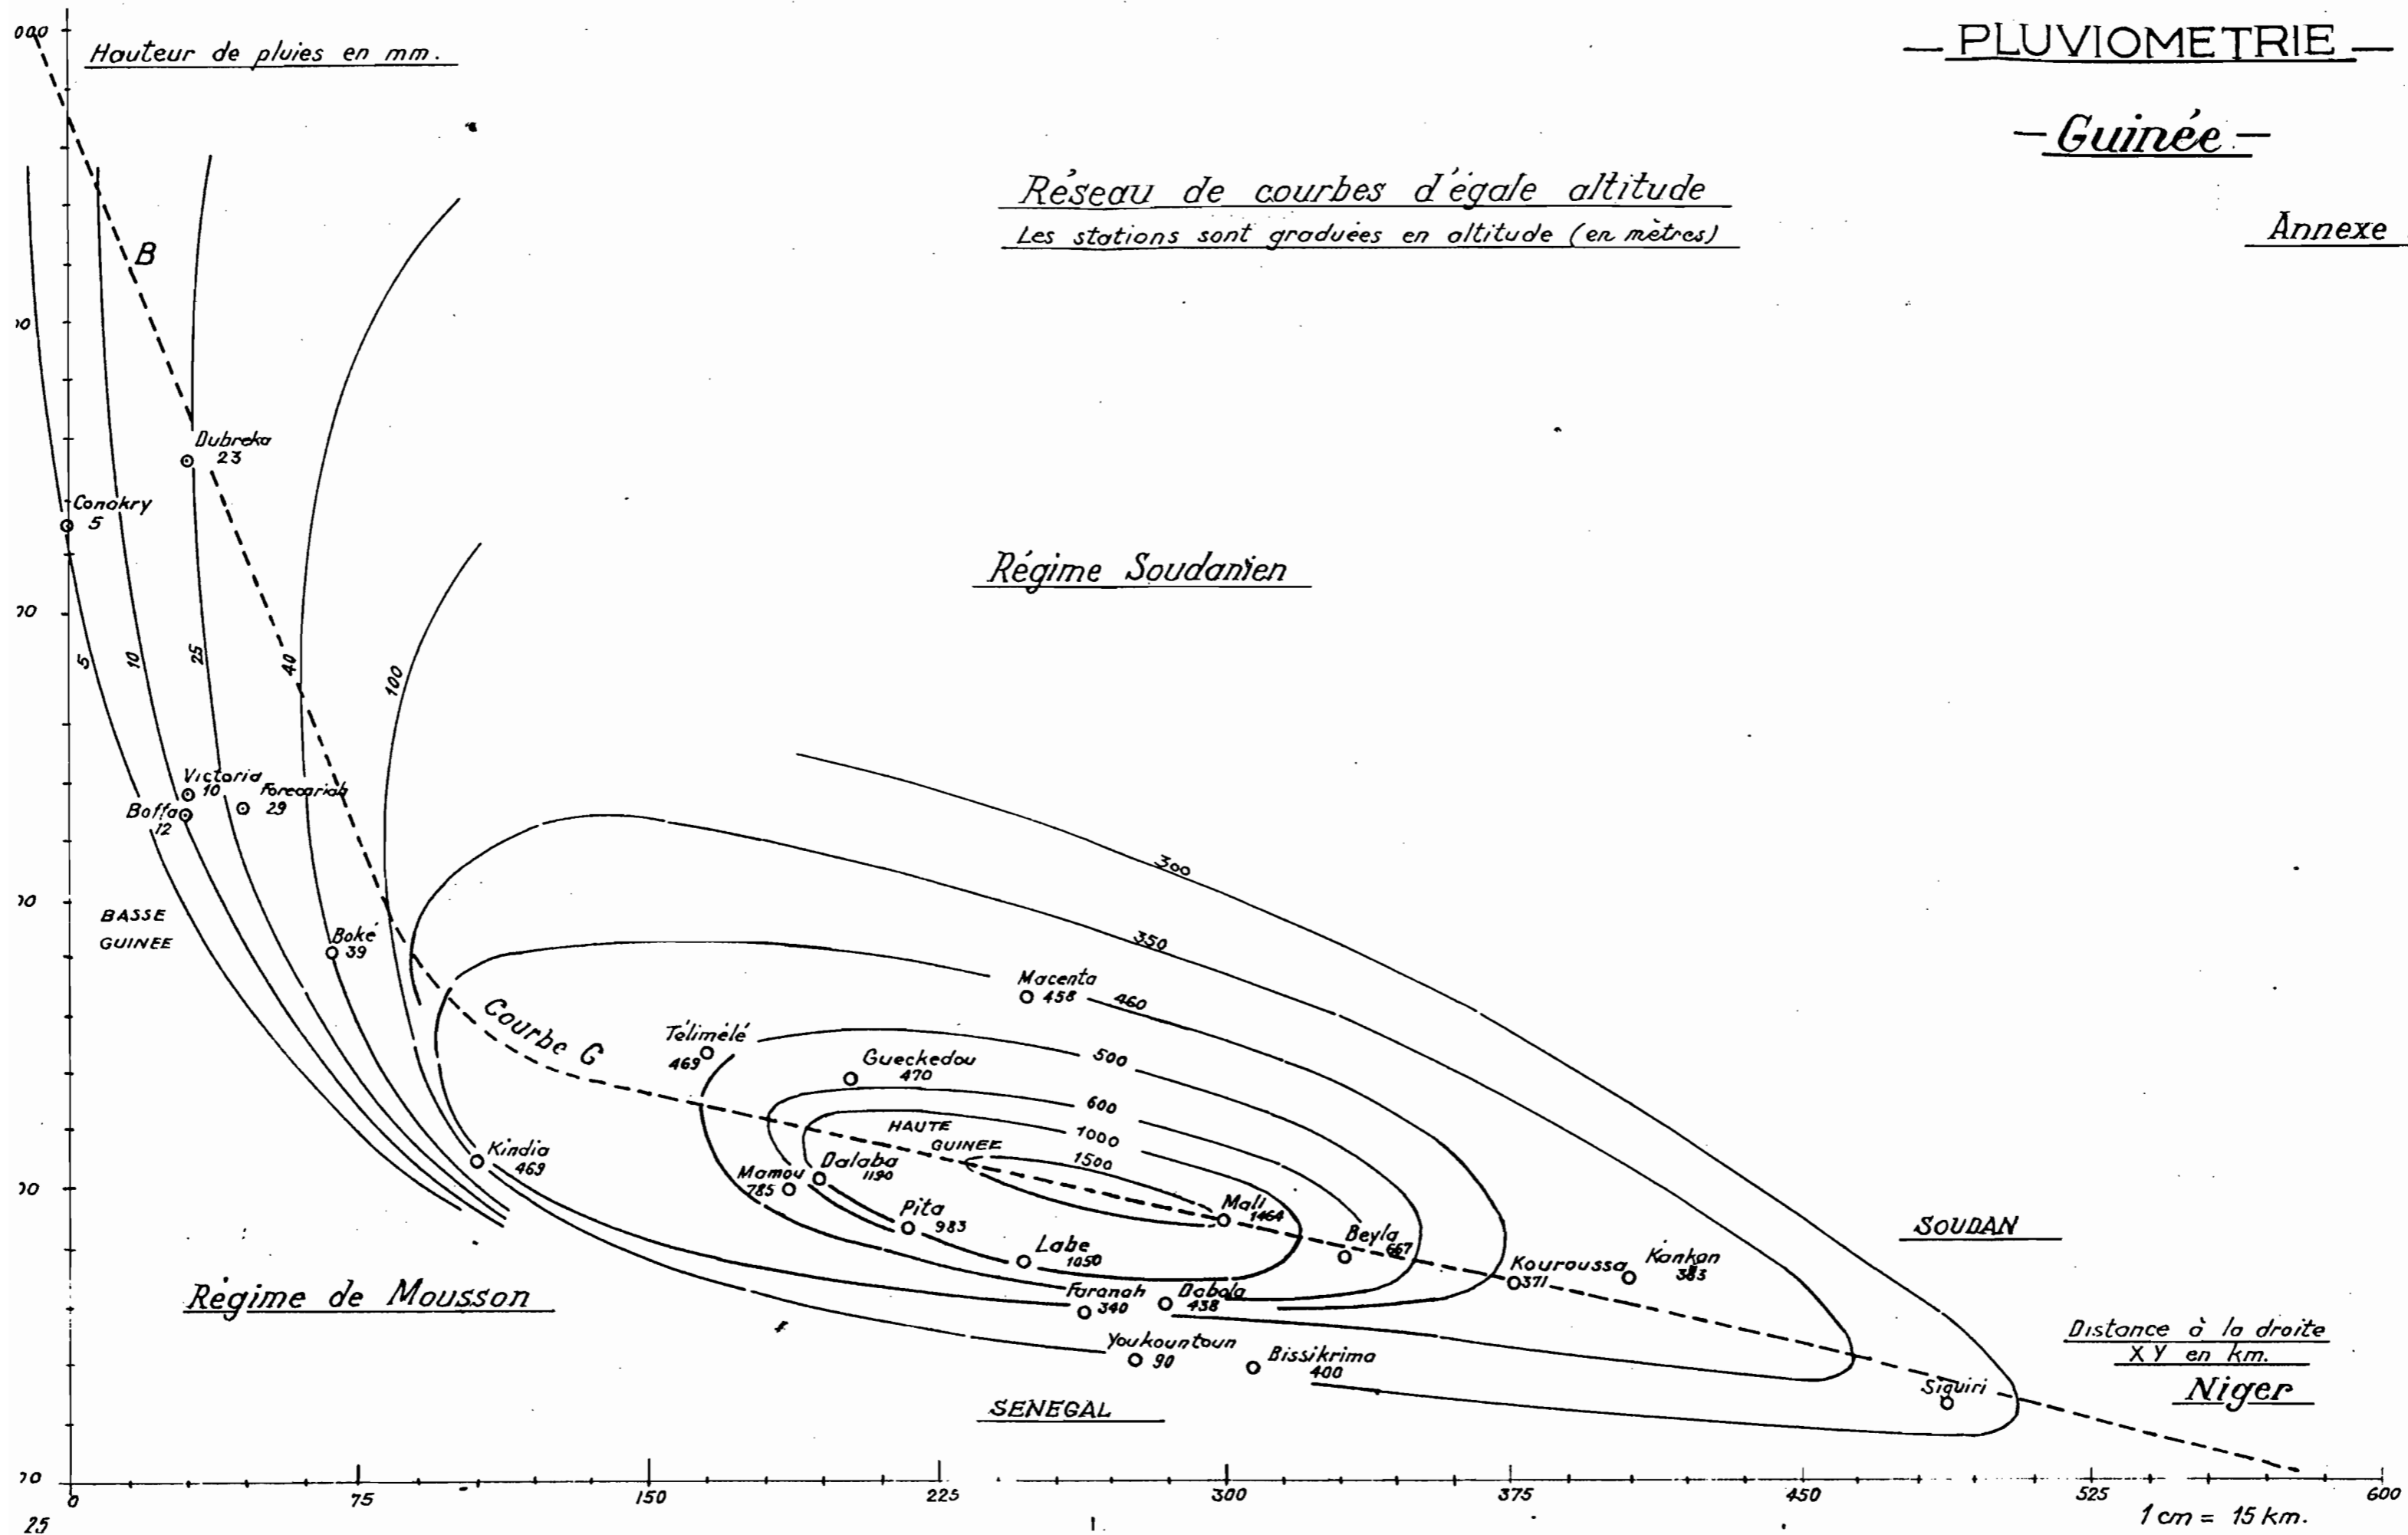 — PLUVIOMETRIE —
— Guinée —
Annexe
Hauteur de pluies en mm.
Réseau de courbes d'égale altitude
Les stations sont graduées en altitude (en mètres)
000
B
Dubreka
23
Conakry
5
Régime Soudanien
5
10
25
40
100
Victoria
10
Forecariah
29
Boffa
12
BASSE
GUINEE
Boké
39
300
350
Macenta
458
460
Courbe G
Télimélé
469
Gueckedou
470
500
600
1000
1500
HAUTE
GUINEE
Kindia
469
Mamou
785
Dalaba
1190
Pita
983
Labe
1050
Mali
1464
Beyla
667
Kouroussa
371
Kankan
383
SOUDAN
Régime de Mousson
Faranah
340
Dabola
438
Youkountoun
90
Bissikrima
400
SENEGAL
Siguiri
Distance à la droite
X Y en km.
Niger
0
75
150
225
300
375
450
525
600
25
1 cm = 15 km.